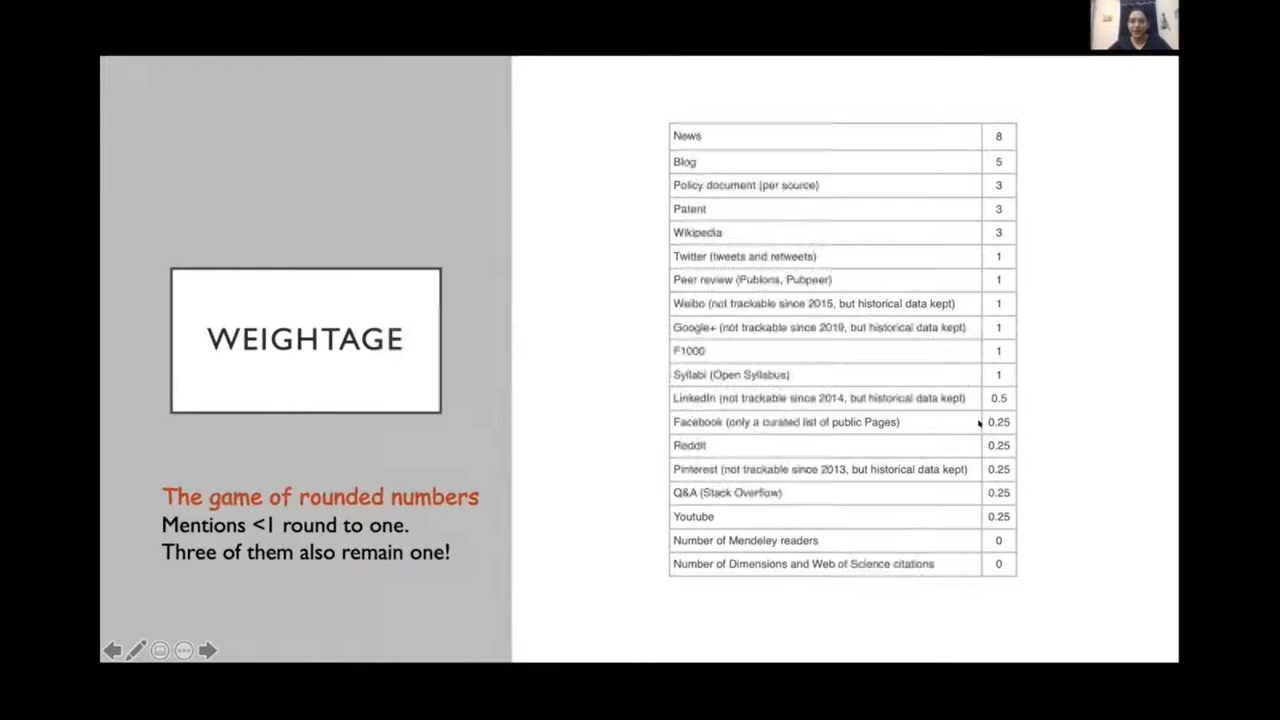 WEIGHTAGE
The game of rounded numbers
Mentions <1 round to one.
Three of them also remain one!
News 8
Blog 5
Policy document (per source) 3
Patent 3
Wikipedia 3
Twitter (tweets and retweets) 1
Peer review (Publons, Pubpeer) 1
Weibo (not trackable since 2015, but historical data kept) 1
Google+ (not trackable since 2019, but historical data kept) 1
F1000 1
Syllabi (Open Syllabus) 1
LinkedIn (not trackable since 2014, but historical data kept) 0.5
Facebook (only a curated list of public Pages) 0.25
Reddit 0.25
Pinterest (not trackable since 2013, but historical data kept) 0.25
Q&A (Stack Overflow) 0.25
Youtube 0.25
Number of Mendeley readers 0
Number of Dimensions and Web of Science citations 0